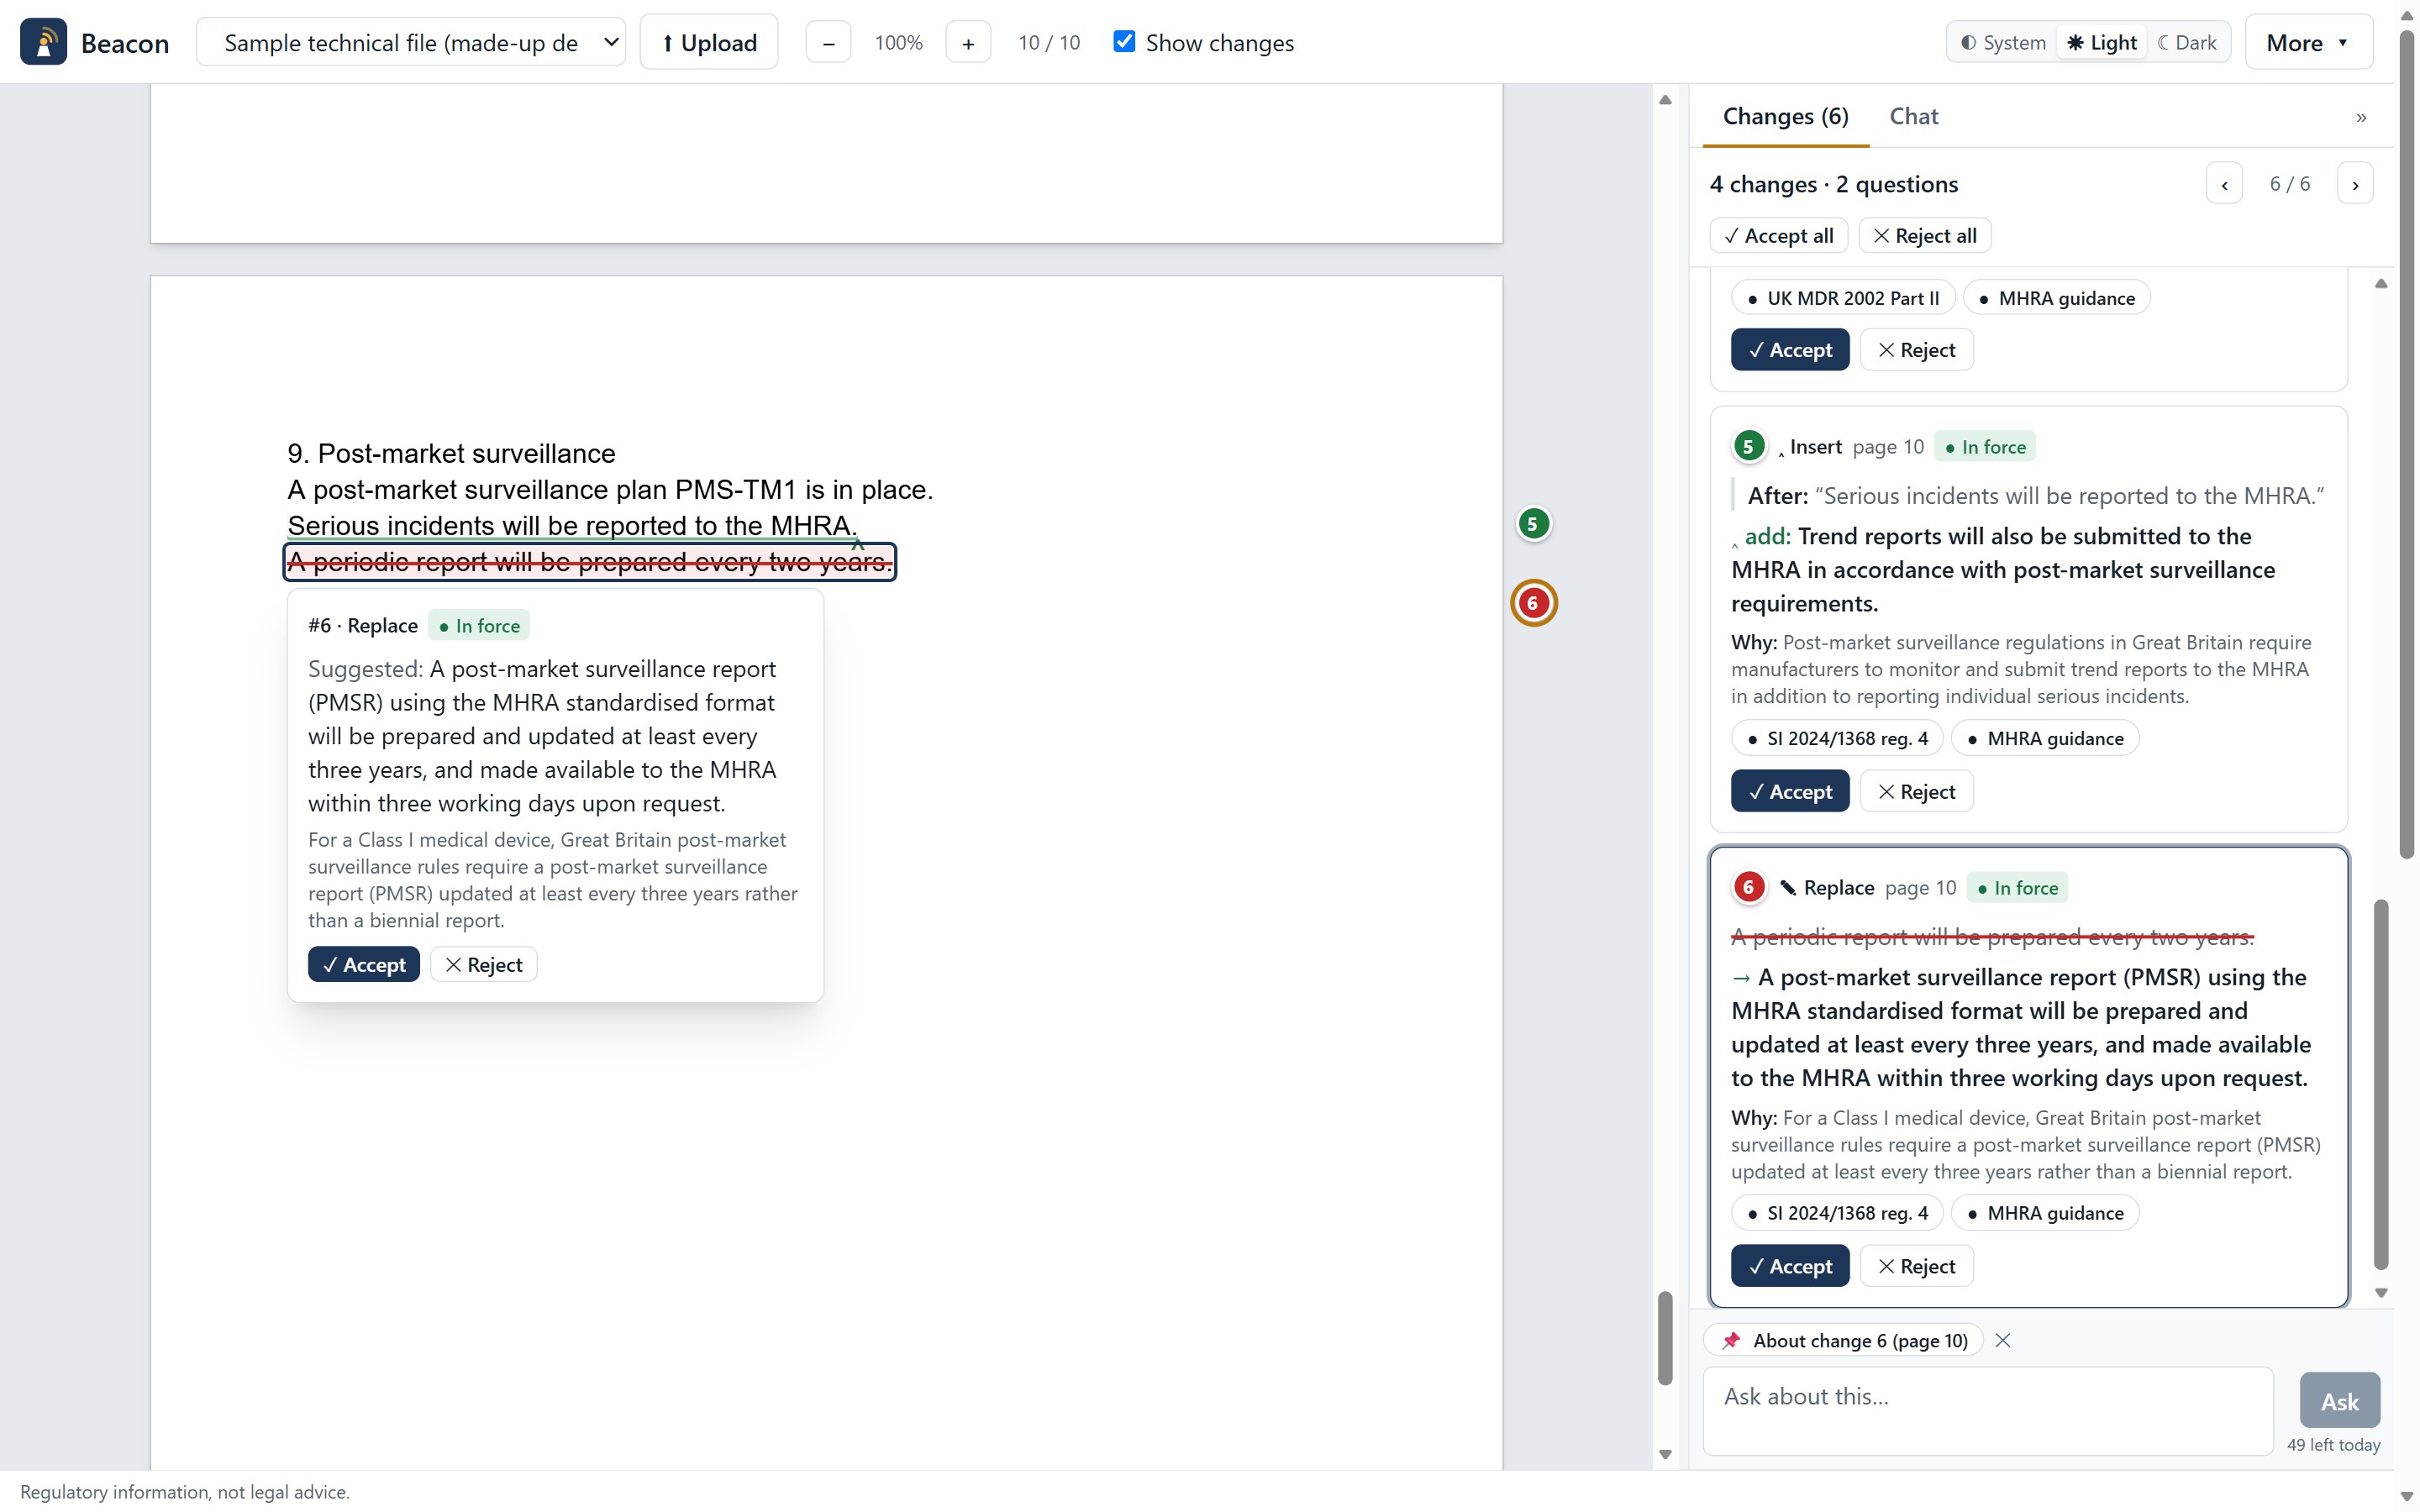 Beacon
Sample technical file (made-up de
⬆ Upload
–
100%
+
10 / 10
Show changes
System
Light
Dark
More ▼
9. Post-market surveillance
A post-market surveillance plan PMS-TM1 is in place.
Serious incidents will be reported to the MHRA.
A periodic report will be prepared every two years.
5
6
#6 · Replace
● In force
Suggested: A post-market surveillance report
(PMSR) using the MHRA standardised format
will be prepared and updated at least every
three years, and made available to the MHRA
within three working days upon request.
For a Class I medical device, Great Britain post-market
surveillance rules require a post-market surveillance
report (PMSR) updated at least every three years rather
than a biennial report.
✓ Accept
✕ Reject
Changes (6)
Chat
»
4 changes · 2 questions
‹
6 / 6
›
✓ Accept all
✕ Reject all
● UK MDR 2002 Part II
● MHRA guidance
✓ Accept
✕ Reject
5 ‸ Insert page 10 ● In force
After: “Serious incidents will be reported to the MHRA.”
‸ add: Trend reports will also be submitted to the
MHRA in accordance with post-market surveillance
requirements.
Why: Post-market surveillance regulations in Great Britain require
manufacturers to monitor and submit trend reports to the MHRA
in addition to reporting individual serious incidents.
● SI 2024/1368 reg. 4
● MHRA guidance
✓ Accept
✕ Reject
6 ✎ Replace page 10 ● In force
A periodic report will be prepared every two years.
→ A post-market surveillance report (PMSR) using the
MHRA standardised format will be prepared and
updated at least every three years, and made available
to the MHRA within three working days upon request.
Why: For a Class I medical device, Great Britain post-market
surveillance rules require a post-market surveillance report (PMSR)
updated at least every three years rather than a biennial report.
● SI 2024/1368 reg. 4
● MHRA guidance
✓ Accept
✕ Reject
📌 About change 6 (page 10) ✕
Ask about this...
Ask
49 left today
Regulatory information, not legal advice.